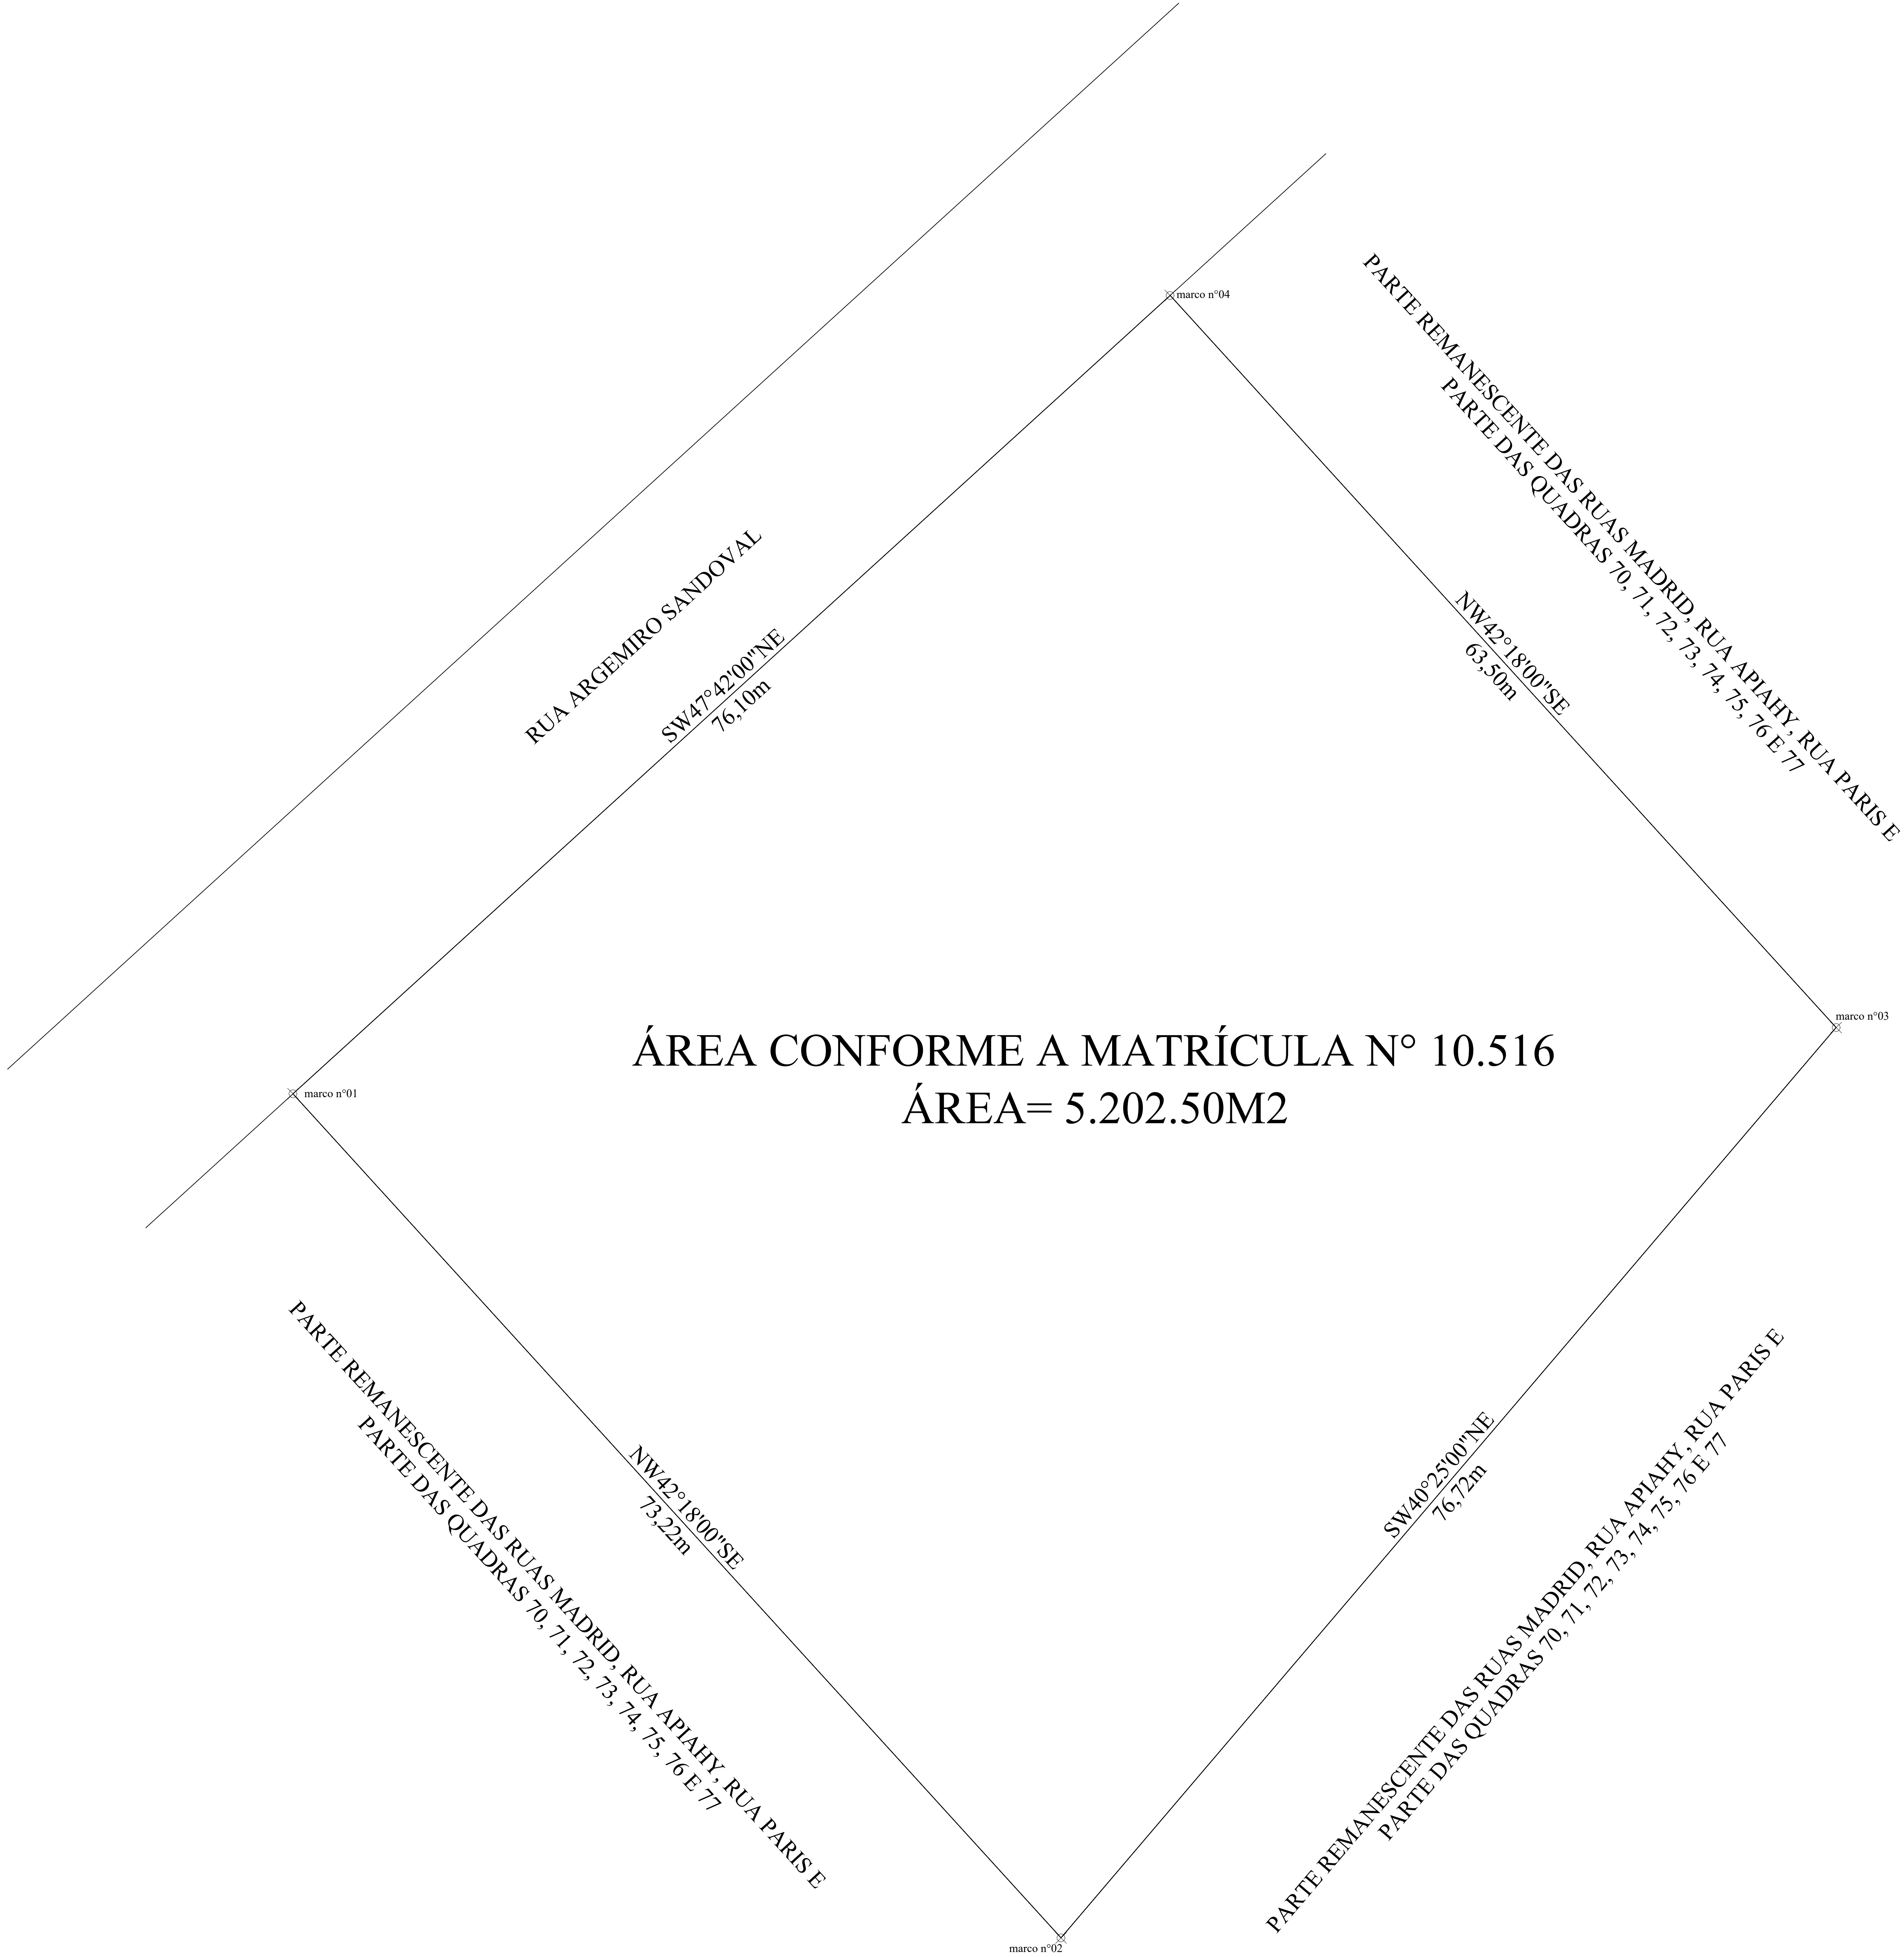 marco n°04
PARTE REMANESCENTE DAS RUAS MADRID, RUA APIAHY, RUA PARIS E
PARTE DAS QUADRAS 70, 71, 72, 73, 74, 75, 76 E 77
RUA ARGEMIRO SANDOVAL
SW47°42'00"NE
76,10m
NW42°18'00"SE
63,50m
marco n°03
ÁREA CONFORME A MATRÍCULA N° 10.516
ÁREA= 5.202.50M2
marco n°01
PARTE REMANESCENTE DAS RUAS MADRID, RUA APIAHY, RUA PARIS E
PARTE DAS QUADRAS 70, 71, 72, 73, 74, 75, 76 E 77
NW42°18'00"SE
73,22m
SW40°25'00"NE
76,72m
PARTE REMANESCENTE DAS RUAS MADRID, RUA APIAHY, RUA PARIS E
PARTE DAS QUADRAS 70, 71, 72, 73, 74, 75, 76 E 77
marco n°02